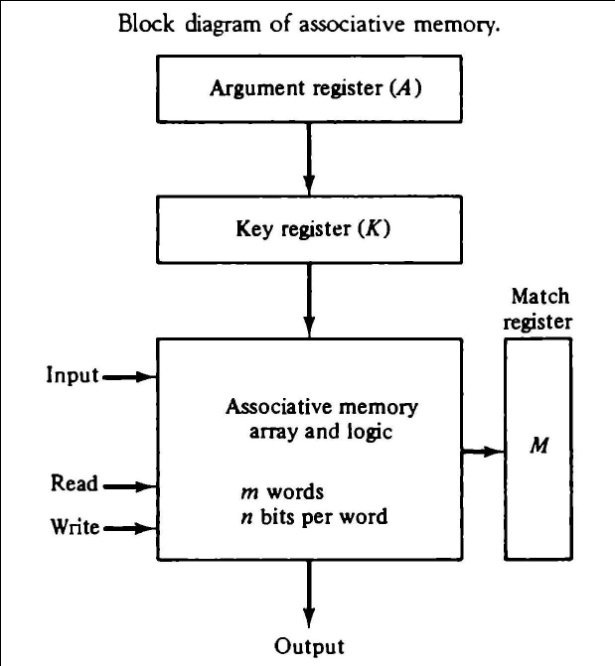 Block diagram of associative memory.
Argument register (A)
Key register (K)
Match
register
Input
Associative memory
array and logic
M
Read
m words
Write
n bits per word
Output